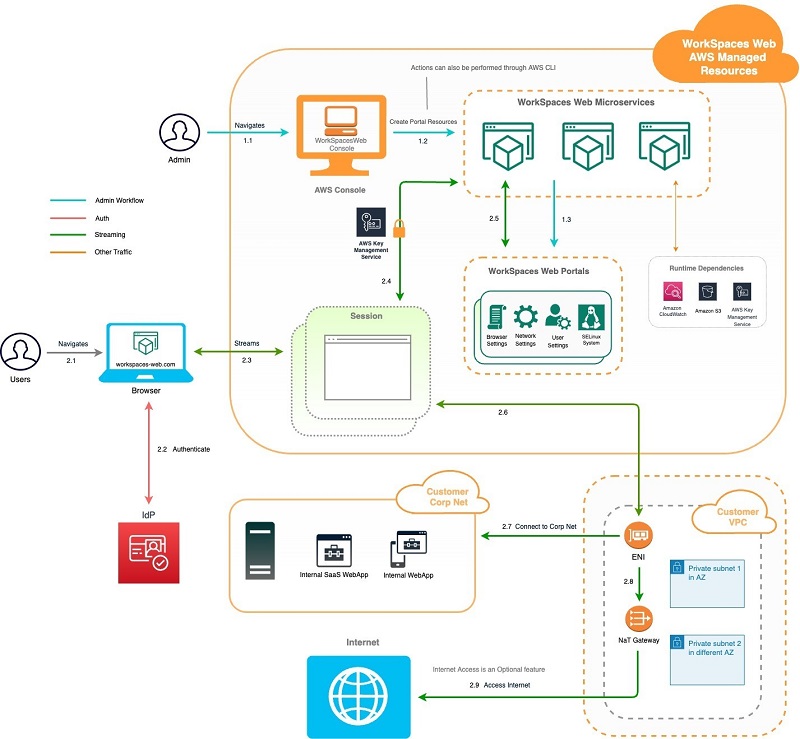 WorkSpaces Web
AWS Managed
Resources
Actions can also be performed through AWS CLI
WorkSpaces Web Microservices
Navigates
1.1
Admin
WorkSpacesWeb
Console
AWS Console
Create Portal Resources
1.2
Admin Workflow
Auth
Streaming
Other Traffic
AWS Key
Management
Service
2.4
2.5
1.3
WorkSpaces Web Portals
Browser
Settings
Network
Settings
User
Settings
SELinux
System
Runtime Dependencies
Amazon
CloudWatch
Amazon S3
AWS Key
Management
Service
Session
Navigates
2.1
Users
workspaces-web.com
Browser
Streams
2.3
2.6
2.2 Authenticate
IdP
Customer
Corp Net
Internal SaaS WebApp
Internal WebApp
2.7 Connect to Corp Net
Customer
VPC
ENI
2.8
Private subnet 1
in AZ
NaT Gateway
Private subnet 2
in different AZ
Internet
Internet Access is an Optional feature
2.9 Access Internet